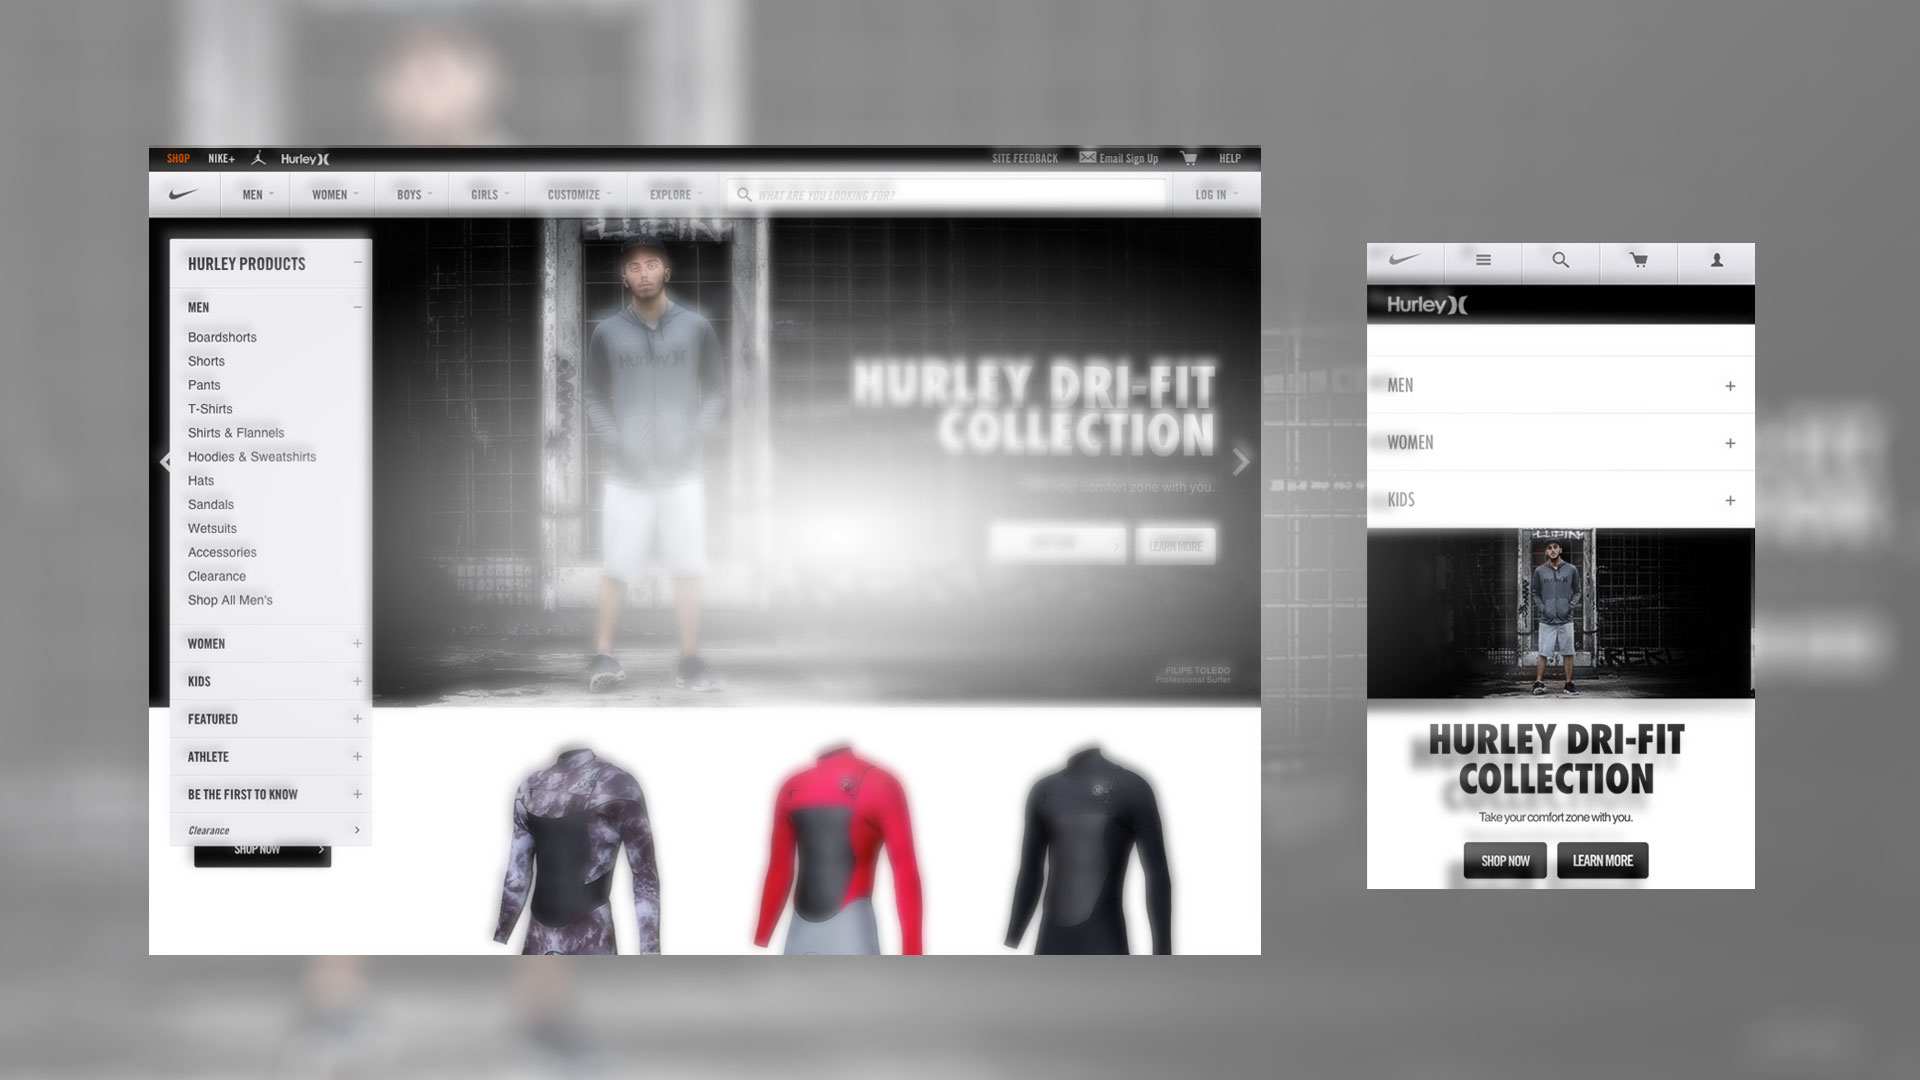 SHOP NIKE+ Hurley SITE FEEDBACK Email Sign Up HELP
MEN WOMEN BOYS GIRLS CUSTOMIZE EXPLORE WHAT ARE YOU LOOKING FOR? LOG IN
HURLEY PRODUCTS
MEN
Boardshorts
Shorts
Pants
T-Shirts
Shirts & Flannels
Hoodies & Sweatshirts
Hats
Sandals
Wetsuits
Accessories
Clearance
Shop All Men's
WOMEN
KIDS
FEATURED
ATHLETE
BE THE FIRST TO KNOW
Clearance
SHOP NOW
Hurley
HURLEY DRI-FIT
COLLECTION
Take your comfort zone with you.
SHOP NOW LEARN MORE
FILIPE TOLEDO
Professional Surfer
Hurley
MEN
WOMEN
KIDS
HURLEY DRI-FIT
COLLECTION
Take your comfort zone with you.
SHOP NOW LEARN MORE